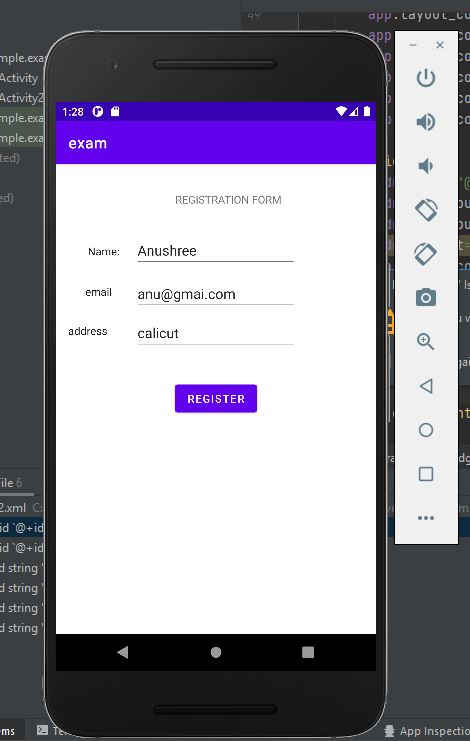 49
app:layout_co
mple.exa
Activity
Activity2
mple.exa
mple.exa
ted)
ed)
1:28
exam
REGISTRATION FORM
Name: Anushree
email anu@gmai.com
address calicut
REGISTER
File 6
2.xml C:
id `@+id
id `@+id
d string
d string
d string
d string
ms
App Inspectio